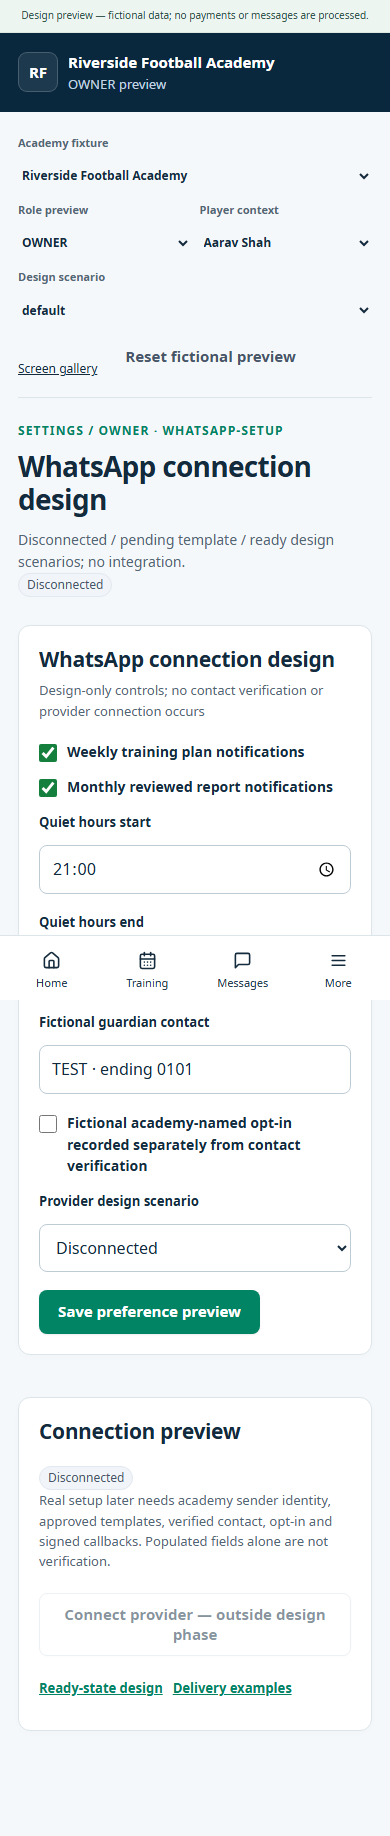 Design preview — fictional data; no payments or messages are processed.
RF
Riverside Football Academy
OWNER preview
Academy fixture
Riverside Football Academy
Role preview
Player context
OWNER
Aarav Shah
Design scenario
default
Screen gallery
Reset fictional preview
SETTINGS / OWNER · WHATSAPP-SETUP
WhatsApp connection
design
Disconnected / pending template / ready design
scenarios; no integration.
Disconnected
WhatsApp connection design
Design-only controls; no contact verification or
provider connection occurs
Weekly training plan notifications
Monthly reviewed report notifications
Quiet hours start
21:00
Quiet hours end
Home
Training
Messages
More
Fictional guardian contact
TEST · ending 0101
Fictional academy-named opt-in
recorded separately from contact
verification
Provider design scenario
Disconnected
Save preference preview
Connection preview
Disconnected
Real setup later needs academy sender identity,
approved templates, verified contact, opt-in and
signed callbacks. Populated fields alone are not
verification.
Connect provider — outside design
phase
Ready-state design
Delivery examples